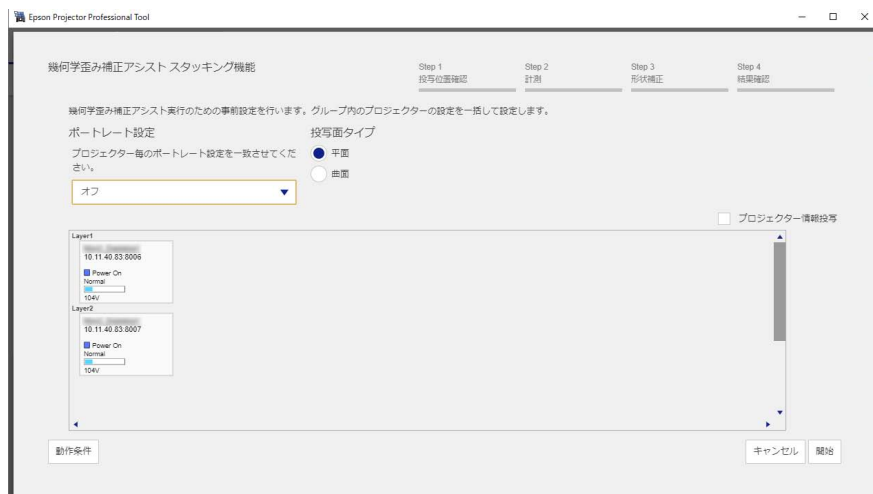 Epson Projector Professional Tool
幾何学歪み補正アシスト スタッキング機能
Step 1
投写位置確認
Step 2
計測
Step 3
形状補正
Step 4
結果確認
幾何学歪み補正アシスト実行のための事前設定を行います。グループ内のプロジェクターの設定を一括して設定します。
ポートレート設定
投写面タイプ
プロジェクター毎のポートレート設定を一致させてくだ
さい。
平面
曲面
オフ
プロジェクター情報投写
Layer1
10.11.40.83:8006
Power On
Normal
104V
Layer2
10.11.40.83:8007
Power On
Normal
104V
動作条件
キャンセル
開始